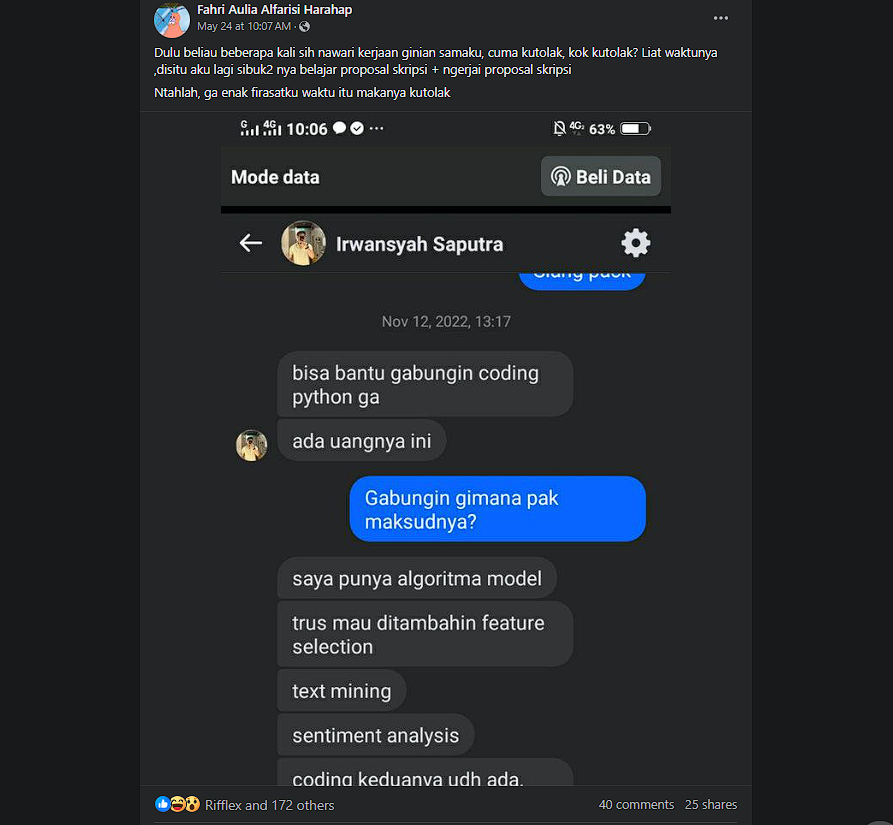 Fahri Aulia Alfarisi Harahap
May 24 at 10:07 AM ·
Dulu beliau beberapa kali sih nawari kerjaan ginian samaku, cuma kutolak, kok kutolak? Liat waktunya
,disitu aku lagi sibuk2 nya belajar proposal skripsi + ngerjai proposal skripsi
Ntahlah, ga enak firasatku waktu itu makanya kutolak
G 4G 10:06 4G 63%
Mode data Beli Data
Irwansyah Saputra
Siang paek
Nov 12, 2022, 13:17
bisa bantu gabungin coding
python ga
ada uangnya ini
Gabungin gimana pak
maksudnya?
saya punya algoritma model
trus mau ditambahin feature
selection
text mining
sentiment analysis
coding keduanya udh ada.
Rifflex and 172 others 40 comments 25 shares